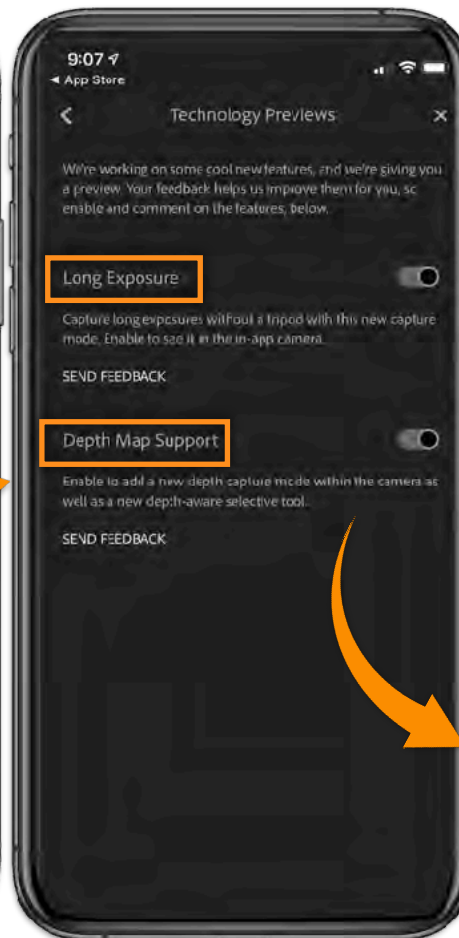 9:07
◄ App Store
Technology Previews
We're working on some cool new features, and we're giving you
a preview. Your feedback helps us improve them for you, so
enable and comment on the features, below.
Long Exposure
Capture long exposures without a tripod with this new capture
mode. Enable to see it in the in-app camera.
SEND FEEDBACK
Depth Map Support
Enable to add a new depth capture mode within the camera as
well as a new depth-aware selective tool.
SEND FEEDBACK